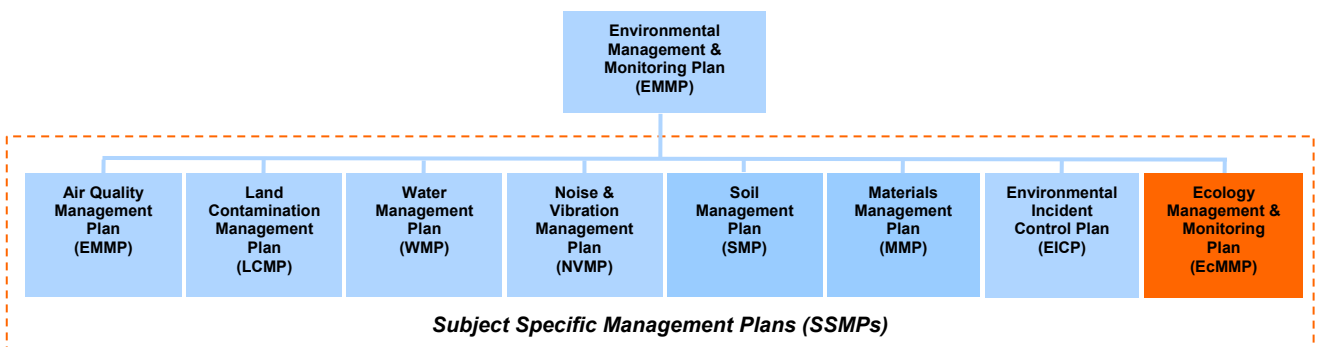 Environmental
Management &
Monitoring Plan
(EMMP)
Air Quality
Management
Plan
(EMMP)
Land
Contamination
Management
Plan
(LCMP)
Water
Management
Plan
(WMP)
Noise &
Vibration
Management
Plan
(NVMP)
Soil
Management
Plan
(SMP)
Materials
Management
Plan
(MMP)
Environmental
Incident
Control Plan
(EICP)
Ecology
Management &
Monitoring
Plan
(EcMMP)
Subject Specific Management Plans (SSMPs)